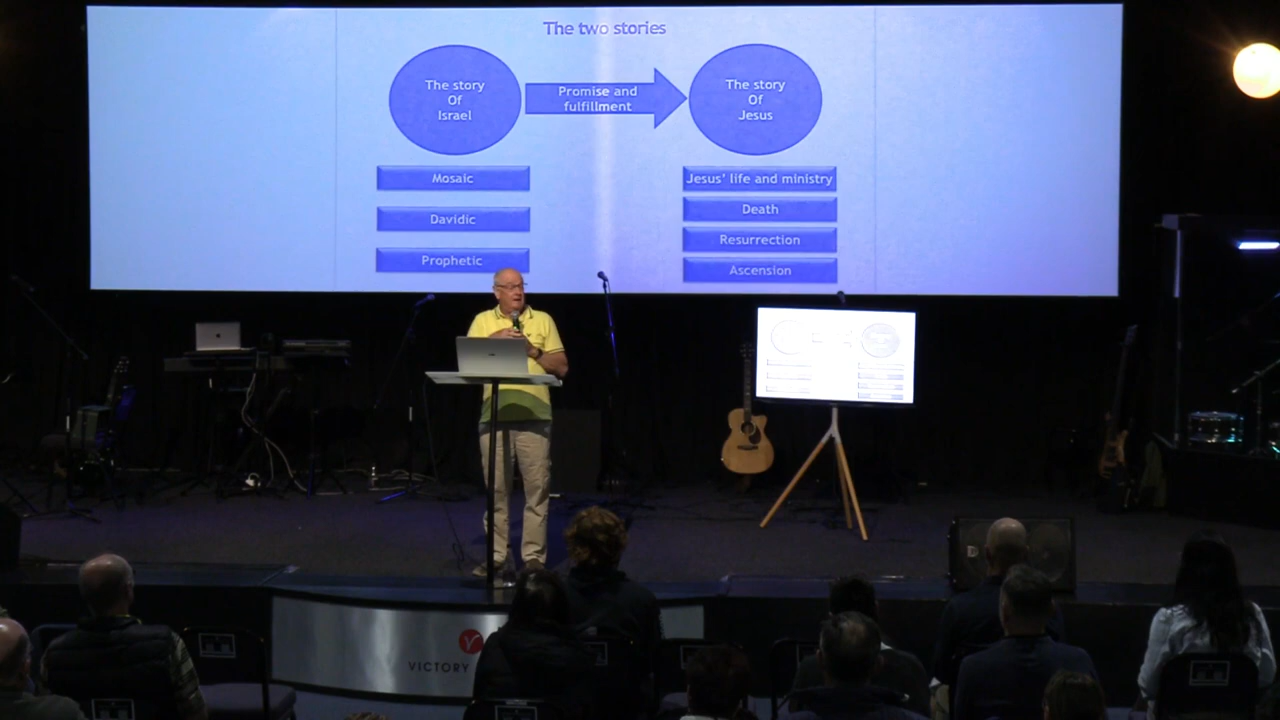 The two stories
The story
Of
Israel
Promise and
fulfillment
The story
Of
Jesus
Mosaic
Davidic
Prophetic
Jesus' life and ministry
Death
Resurrection
Ascension
VICTORY